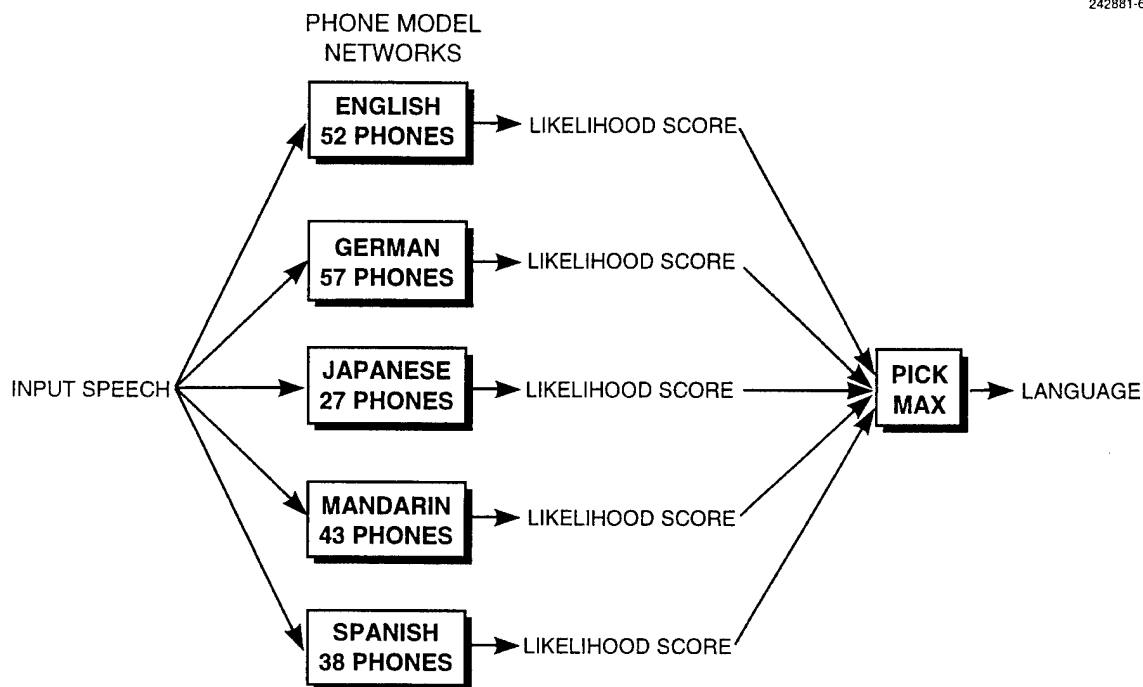 242881-6
PHONE MODEL
NETWORKS
ENGLISH
52 PHONES
LIKELIHOOD SCORE
GERMAN
57 PHONES
LIKELIHOOD SCORE
INPUT SPEECH
JAPANESE
27 PHONES
LIKELIHOOD SCORE
PICK
MAX
LANGUAGE
MANDARIN
43 PHONES
LIKELIHOOD SCORE
SPANISH
38 PHONES
LIKELIHOOD SCORE